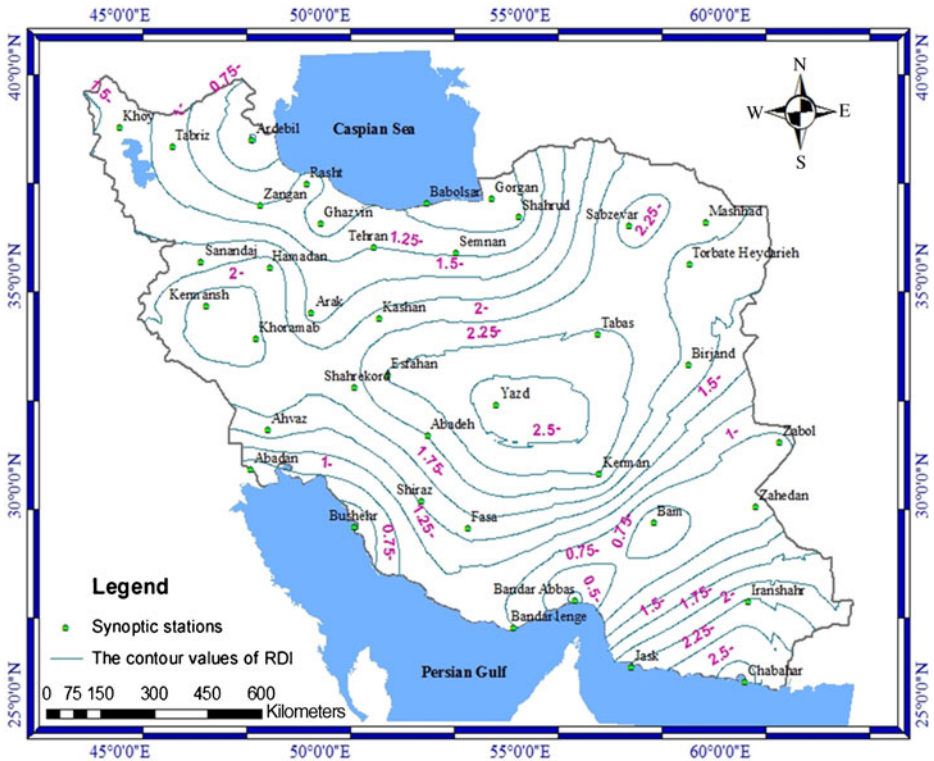 45°0'0"E 50°0'0"E 55°0'0"E 60°0'0"E
40°0'0"N
40°0'0"N
35°0'0"N
35°0'0"N
30°0'0"N
30°0'0"N
25°0'0"N
25°0'0"N
N
W E
S
Caspian Sea
0.75-
1-
Khoy
Ardebil
Tabriz
Rasht
Zangan
Babolsar
Gorgan
Ghazvin
Shahrud
Sabzevar
2.25-
Mashhad
Tehran
1.25-
Semnan
Sanandaj
Hamadan
1.5-
Torbate Heydarieh
2-
Kermansh
Arak
Kashan
2-
Khoramab
2.25-
Tabas
Esfahan
Birjand
Shahrekord
1.5-
Yazd
Ahvaz
Abadeh
2.5-
1-
Zabol
Abadan
1-
1.75-
Kerman
Shiraz
Zahedan
1.25-
Fasa
Bam
Bushehr
0.75-
0.75-
0.75-
Bandar Abbas
0.5-
1.5-
1.75-
2-
Iranshahr
Bandar lenge
2.25-
2.5-
Jask
Chabahar
Persian Gulf
Legend
Synoptic stations
The contour values of RDI
0 75 150 300 450 600
Kilometers
45°0'0"E 50°0'0"E 55°0'0"E 60°0'0"E